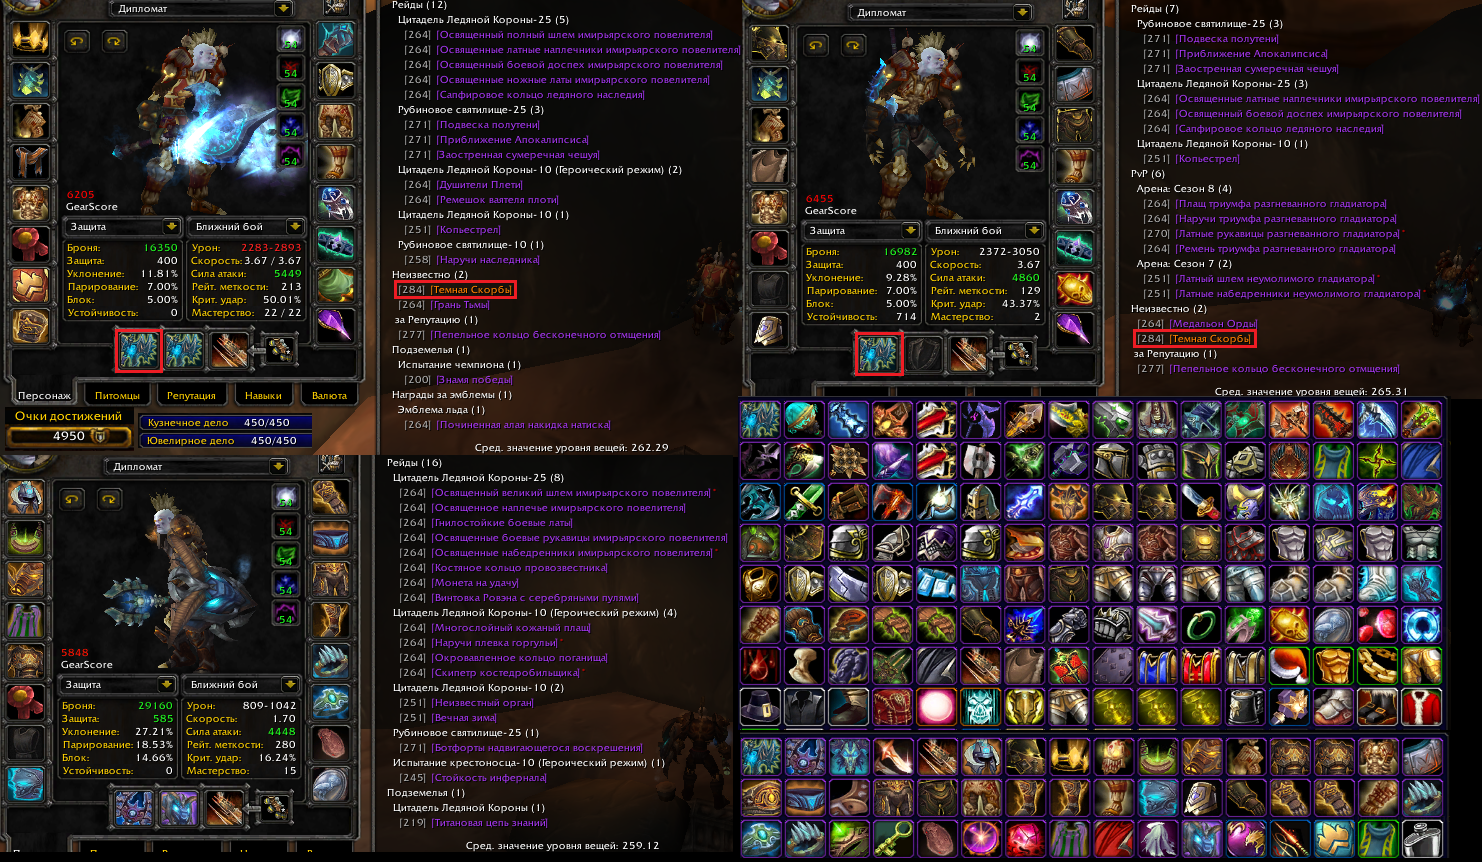 Дипломат
54
54
54
54
54
6205
GearScore
Защита
Ближний бой
Броня: 16350
Защита: 400
Уклонение: 11.81%
Парирование: 7.00%
Блок: 5.00%
Устойчивость: 0
Урон: 2283-2893
Скорость: 3.67 / 3.67
Сила атаки: 5449
Рейт. меткости: 213
Крит. удар: 50.01%
Мастерство: 22 / 22
Персонаж
Питомцы
Репутация
Навыки
Валюта
Очки достижений
4950
Кузнечное дело 450/450
Ювелирное дело 450/450
Рейды (12)
Цитадель Ледяной Короны-25 (5)
[264] [Освященный полный шлем имирьярского повелителя]
[264] [Освященные латные наплечники имирьярского повелителя]
[264] [Освященный боевой доспех имирьярского повелителя]
[264] [Освященные ножные латы имирьярского повелителя]
[264] [Сапфировое кольцо ледяного наследия]
Рубиновое святилище-25 (3)
[271] [Подвеска полутени]
[271] [Приближение Апокалипсиса]
[271] [Заостренная сумеречная чешуя]
Цитадель Ледяной Короны-10 (Героический режим) (2)
[264] [Душители Плети]
[264] [Ремешок ваятеля плоти]
Цитадель Ледяной Короны-10 (1)
[251] [Копьестрел]
Рубиновое святилище-10 (1)
[258] [Наручи наследника]
Неизвестно (2)
[284] [Темная Скорбь]
[264] [Грань Тьмы]
за Репутацию (1)
[277] [Пепельное кольцо бесконечного отмщения]
Подземелья (1)
Испытание чемпиона (1)
[200] [Знамя победы]
Награды за эмблемы (1)
Эмблема льда (1)
[264] [Починенная алая накидка натиска]
Сред. значение уровня вещей: 262.29
Дипломат
54
54
54
54
54
6455
GearScore
Защита
Ближний бой
Броня: 16982
Защита: 400
Уклонение: 9.28%
Парирование: 7.00%
Блок: 5.00%
Устойчивость: 714
Урон: 2372-3050
Скорость: 3.67
Сила атаки: 4860
Рейт. меткости: 129
Крит. удар: 43.37%
Мастерство: 2
Рейды (7)
Рубиновое святилище-25 (3)
[271] [Подвеска полутени]
[271] [Приближение Апокалипсиса]
[271] [Заостренная сумеречная чешуя]
Цитадель Ледяной Короны-25 (3)
[264] [Освященные латные наплечники имирьярского повелителя]
[264] [Освященный боевой доспех имирьярского повелителя]
[264] [Сапфировое кольцо ледяного наследия]
Цитадель Ледяной Короны-10 (1)
[251] [Копьестрел]
PvP (6)
Арена: Сезон 8 (4)
[264] [Плащ триумфа разгневанного гладиатора]
[264] [Наручи триумфа разгневанного гладиатора]
[270] [Латные рукавицы разгневанного гладиатора]*
[264] [Ремень триумфа разгневанного гладиатора]
Арена: Сезон 7 (2)
[251] [Латный шлем неумолимого гладиатора]*
[251] [Латные набедренники неумолимого гладиатора]*
Неизвестно (2)
[264] [Медальон Орды]
[284] [Темная Скорбь]
за Репутацию (1)
[277] [Пепельное кольцо бесконечного отмщения]
Сред. значение уровня вещей: 265.31
Дипломат
54
54
54
54
54
5848
GearScore
Защита
Ближний бой
Броня: 29160
Защита: 585
Уклонение: 27.21%
Парирование: 18.53%
Блок: 14.66%
Устойчивость: 0
Урон: 809-1042
Скорость: 1.70
Сила атаки: 4448
Рейт. меткости: 280
Крит. удар: 16.24%
Мастерство: 15
Рейды (16)
Цитадель Ледяной Короны-25 (8)
[264] [Освященный великий шлем имирьярского повелителя]*
[264] [Освященное наплечье имирьярского повелителя]
[264] [Гнилостойкие боевые латы]
[264] [Освященные боевые рукавицы имирьярского повелителя]
[264] [Освященные набедренники имирьярского повелителя]*
[264] [Костяное кольцо провозвестника]
[264] [Монета на удачу]
[264] [Винтовка Ровэна с серебряными пулями]
Цитадель Ледяной Короны-10 (Героический режим) (4)
[264] [Многослойный кожаный плащ]
[264] [Наручи плевка горгульи]*
[264] [Окровавленное кольцо поганища]
[264] [Скипетр костедробильщика]*
Цитадель Ледяной Короны-10 (2)
[251] [Неизвестный орган]
[251] [Вечная зима]
Рубиновое святилище-25 (1)
[271] [Ботфорты надвигающегося воскрешения]
Испытание крестоносца-10 (Героический режим) (1)
[245] [Стойкость инфернала]
Подземелья (1)
Цитадель Ледяной Короны (1)
[219] [Титановая цепь знаний]
Сред. значение уровня вещей: 259.12